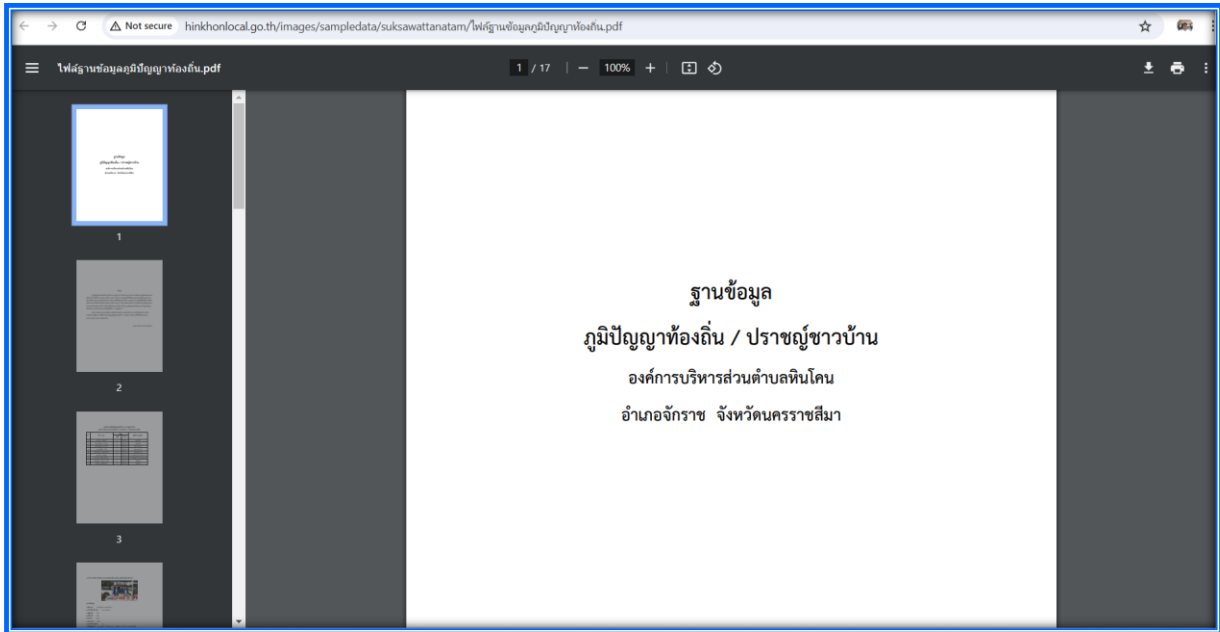 Not secure hinkhonlocal.go.th/images/sampledata/suksawattanatam/ไฟล์ฐานข้อมูลภูมิปัญญาท้องถิ่น.pdf
ไฟล์ฐานข้อมูลภูมิปัญญาท้องถิ่น.pdf 1 / 17 100%
1
2
3
ฐานข้อมูล
ภูมิปัญญาท้องถิ่น / ปราชญ์ชาวบ้าน
องค์การบริหารส่วนตำบลหินโคน
อำเภอจักราช จังหวัดนครราชสีมา